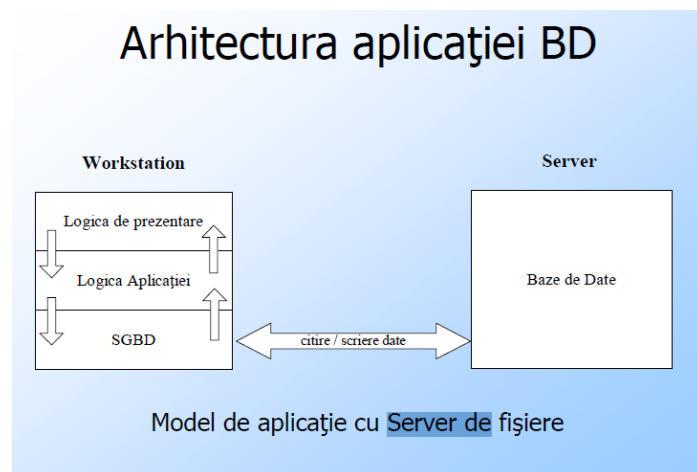 Arhitectura aplicaţiei BD
Workstation
Server
Logica de prezentare
Logica Aplicaţiei
SGBD
citire / scriere date
Baze de Date
Model de aplicaţie cu Server de fişiere